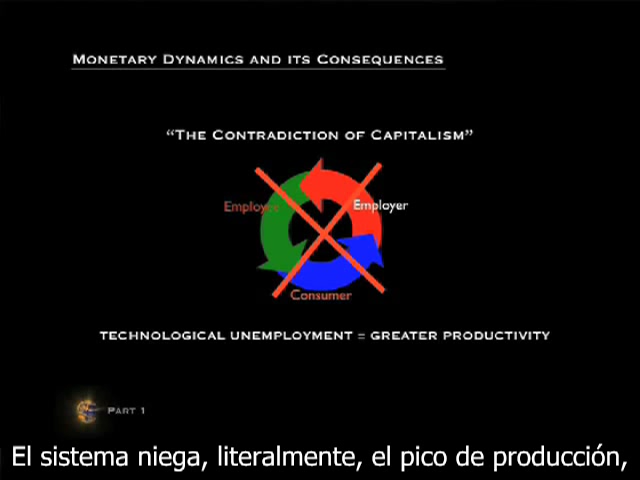 Monetary Dynamics and its Consequences
"The Contradiction of Capitalism"
Employee
Employer
Consumer
TECHNOLOGICAL UNEMPLOYMENT = GREATER PRODUCTIVITY
Part 1
El sistema niega, literalmente, el pico de producción,